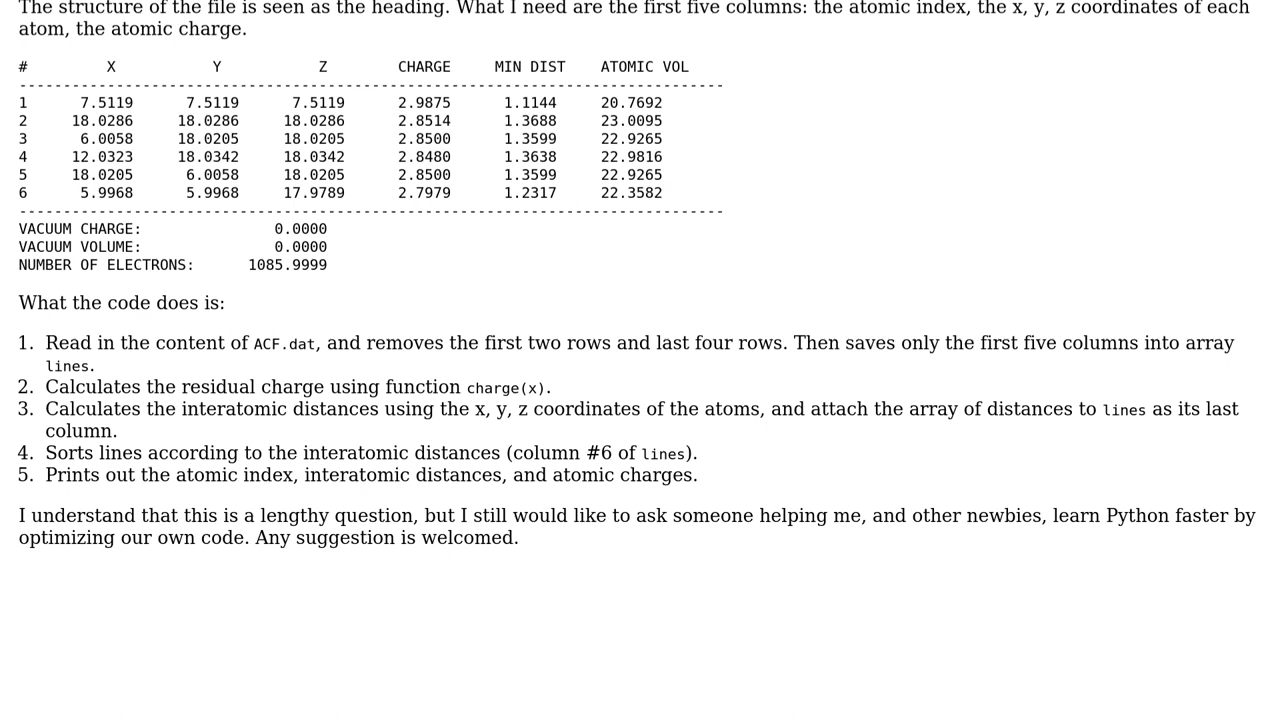 The structure of the file is seen as the heading. What I need are the first five columns: the atomic index, the x, y, z coordinates of each
atom, the atomic charge.
#         X           Y           Z        CHARGE     MIN DIST    ATOMIC VOL
--------------------------------------------------------------------------------
1      7.5119      7.5119      7.5119      2.9875      1.1144     20.7692
2     18.0286     18.0286     18.0286      2.8514      1.3688     23.0095
3      6.0058     18.0205     18.0205      2.8500      1.3599     22.9265
4     12.0323     18.0342     18.0342      2.8480      1.3638     22.9816
5     18.0205      6.0058     18.0205      2.8500      1.3599     22.9265
6      5.9968      5.9968     17.9789      2.7979      1.2317     22.3582
--------------------------------------------------------------------------------
VACUUM CHARGE:               0.0000
VACUUM VOLUME:               0.0000
NUMBER OF ELECTRONS:      1085.9999
What the code does is:
1. Read in the content of ACF.dat, and removes the first two rows and last four rows. Then saves only the first five columns into array
lines.
2. Calculates the residual charge using function charge(x).
3. Calculates the interatomic distances using the x, y, z coordinates of the atoms, and attach the array of distances to lines as its last
column.
4. Sorts lines according to the interatomic distances (column #6 of lines).
5. Prints out the atomic index, interatomic distances, and atomic charges.
I understand that this is a lengthy question, but I still would like to ask someone helping me, and other newbies, learn Python faster by
optimizing our own code. Any suggestion is welcomed.